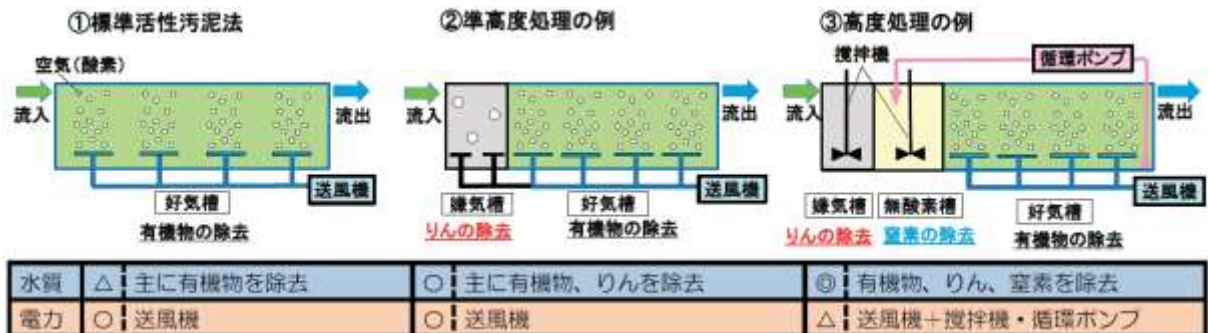 ①標準活性汚泥法
空気(酸素)
流入
流出
送風機
好気槽
有機物の除去
②準高度処理の例
流入
流出
送風機
嫌気槽
好気槽
りんの除去
有機物の除去
③高度処理の例
撹拌機
循環ポンプ
流入
流出
送風機
嫌気槽
無酸素槽
好気槽
りんの除去
窒素の除去
有機物の除去
水質 △ 主に有機物を除去 ○ 主に有機物、りんを除去 ◎ 有機物、りん、窒素を除去
電力 ○ 送風機 ○ 送風機 △ 送風機+撹拌機・循環ポンプ